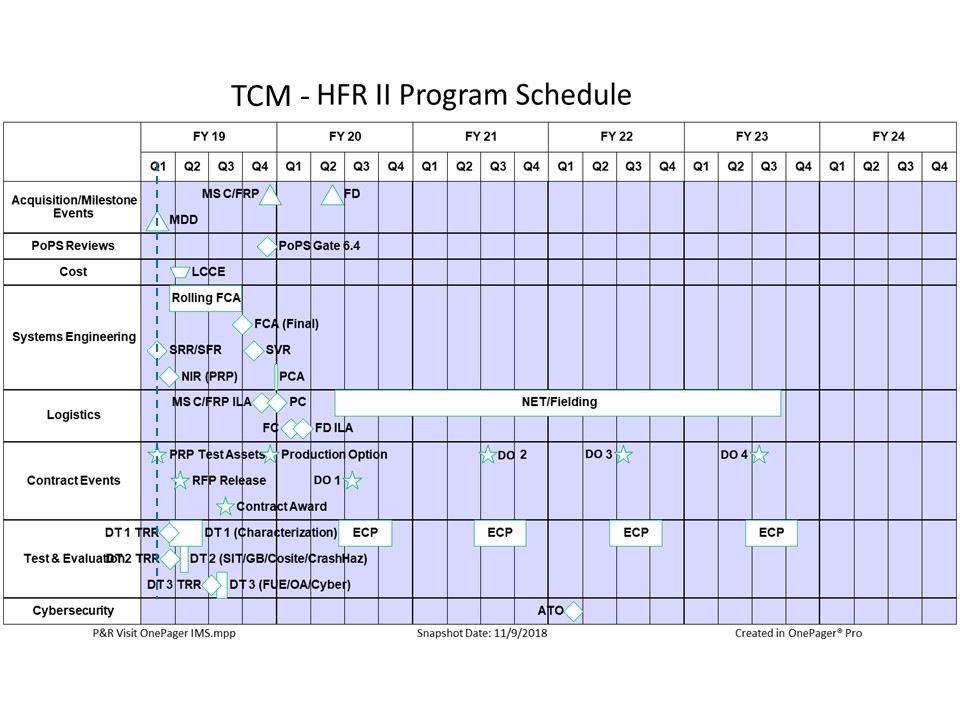 TCM - HFR II Program Schedule
FY 19 FY 20 FY 21 FY 22 FY 23 FY 24
Q1 Q2 Q3 Q4 Q1 Q2 Q3 Q4 Q1 Q2 Q3 Q4 Q1 Q2 Q3 Q4 Q1 Q2 Q3 Q4 Q1 Q2 Q3 Q4
Acquisition/Milestone
Events
MS C/FRP FD
MDD
PoPS Reviews PoPS Gate 6.4
Cost LCCE
Systems Engineering
Rolling FCA
FCA (Final)
SRR/SFR SVR
NIR (PRP) PCA
Logistics
MS C/FRP ILA PC NET/Fielding
FC FD ILA
Contract Events
PRP Test Assets Production Option DO 2 DO 3 DO 4
RFP Release DO 1
Contract Award
Test & Evaluation
DT 1 TRR DT 1 (Characterization) ECP ECP ECP ECP
DT 2 TRR DT 2 (SIT/GB/Cosite/CrashHaz)
DT 3 TRR DT 3 (FUE/OA/Cyber)
Cybersecurity ATO
P&R Visit OnePager IMS.mpp Snapshot Date: 11/9/2018 Created in OnePager® Pro